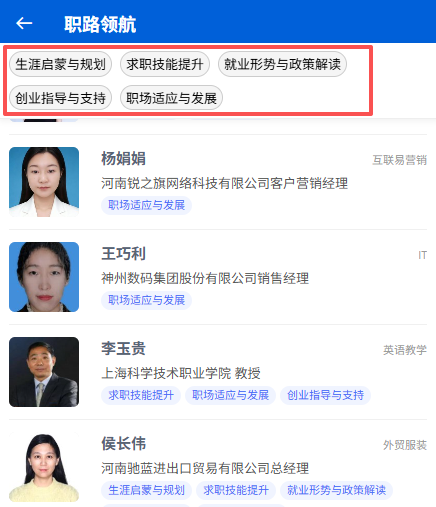 职路领航
生涯启蒙与规划 求职技能提升 就业形势与政策解读
创业指导与支持 职场适应与发展
杨娟娟 互联易营销
河南锐之旗网络科技有限公司客户营销经理
职场适应与发展
王巧利 IT
神州数码集团股份有限公司销售经理
职场适应与发展
李玉贵 英语教学
上海科学技术职业学院 教授
求职技能提升 职场适应与发展 创业指导与支持
侯长伟 外贸服装
河南驰蓝进出口贸易有限公司总经理
生涯启蒙与规划 求职技能提升 就业形势与政策解读